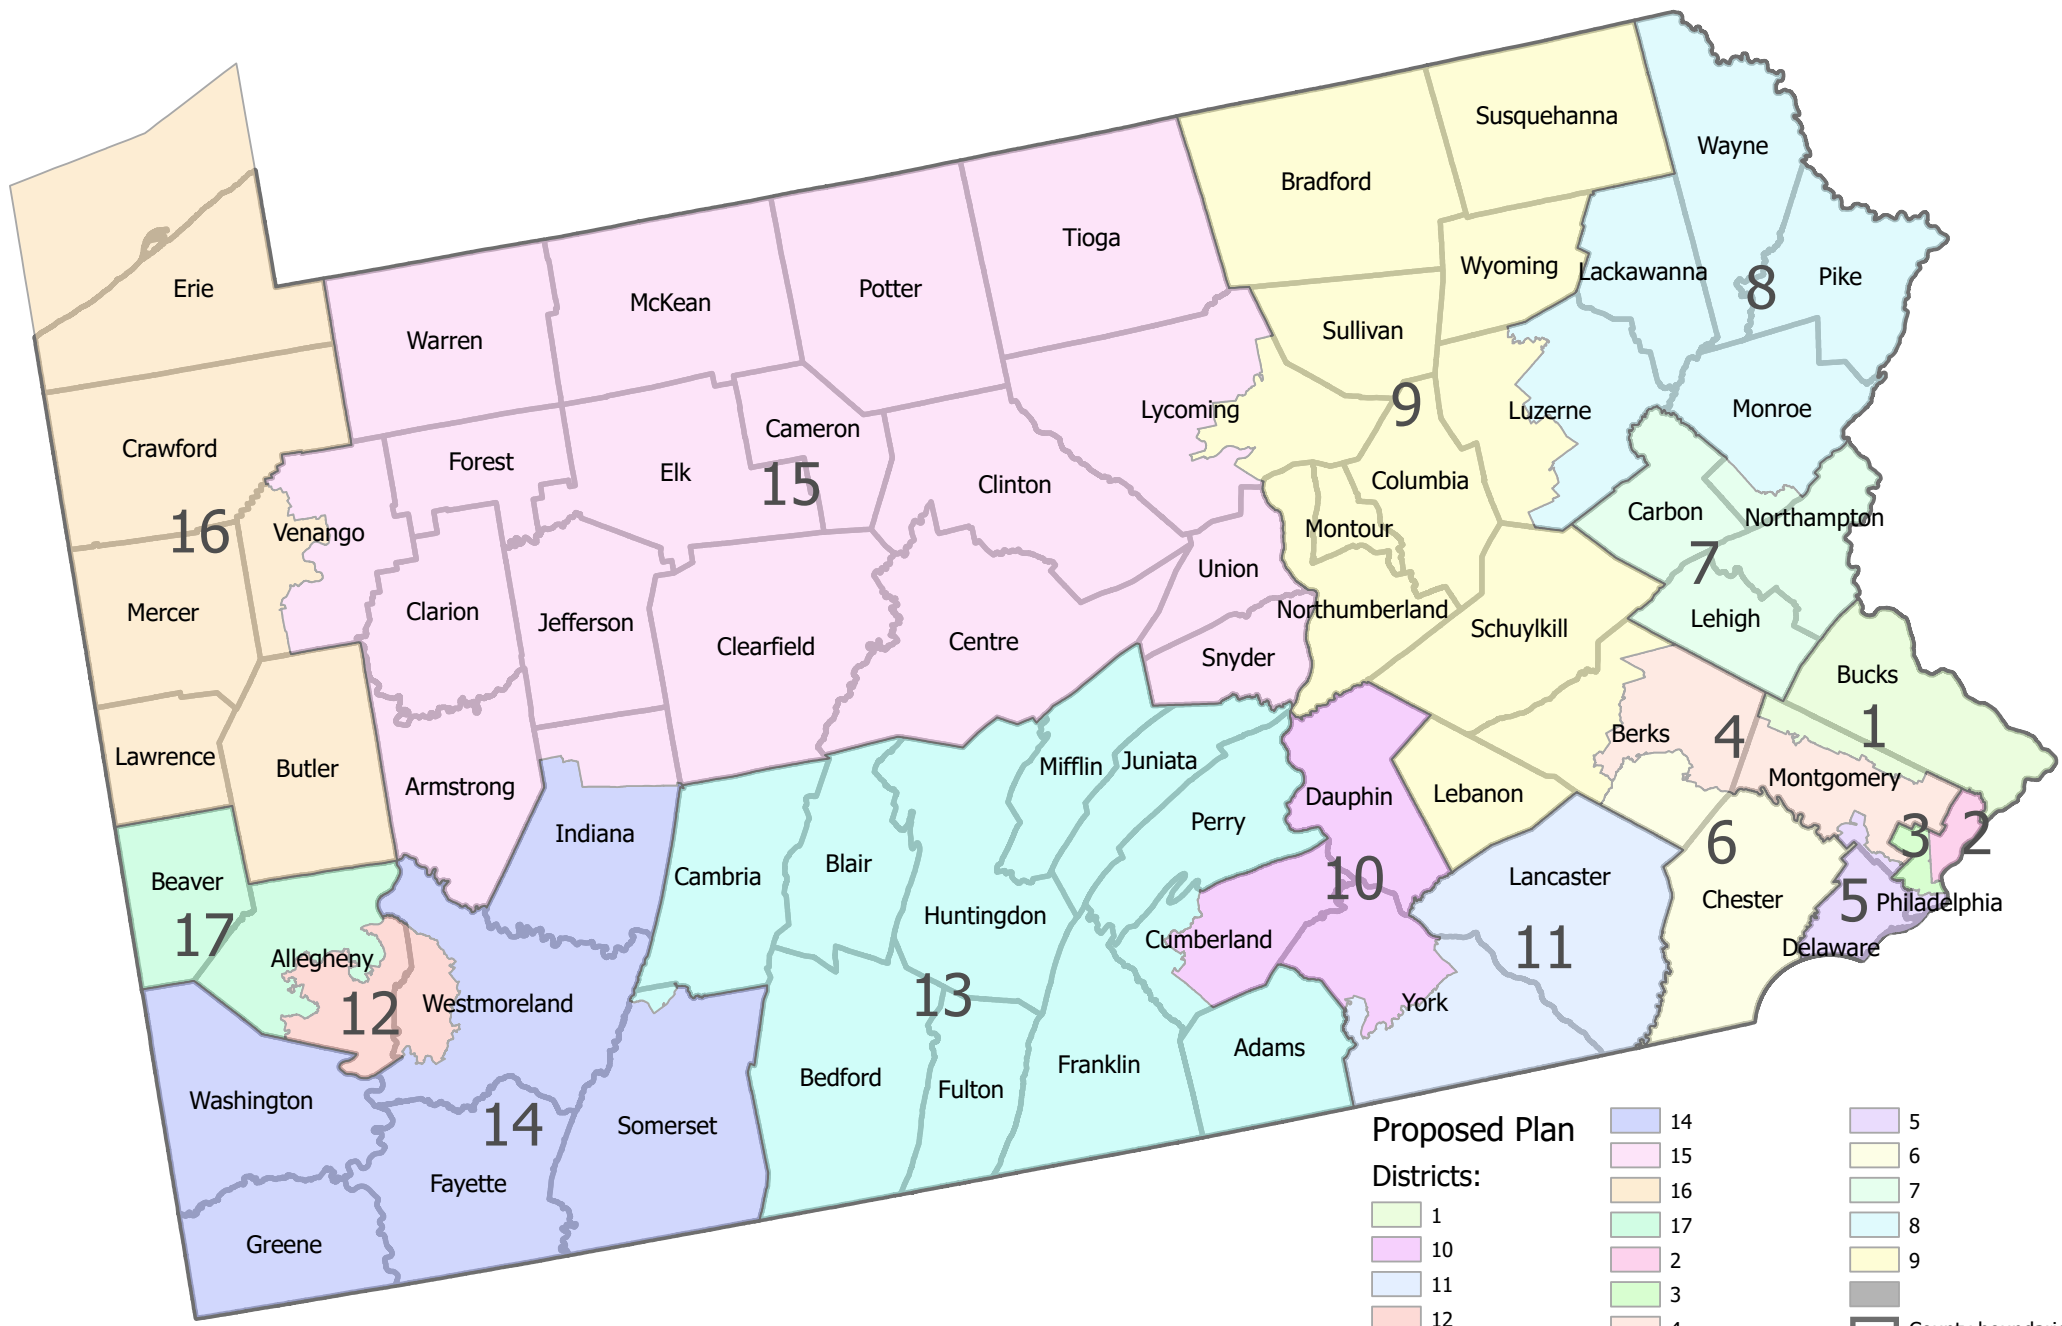 Susquehanna
Wayne
Bradford
Tioga
Wyoming
Lackawanna
8
Pike
Erie
McKean
Potter
Warren
Sullivan
9
Luzerne
Monroe
Lycoming
Crawford
Cameron
Forest
Elk
15
Clinton
Columbia
16
Venango
Montour
Carbon
Northampton
7
Union
Mercer
Clarion
Jefferson
Clearfield
Centre
Northumberland
Schuylkill
Lehigh
Snyder
Bucks
1
4
Berks
Lawrence
Butler
Armstrong
Mifflin
Juniata
Montgomery
Dauphin
Lebanon
Perry
Indiana
3
2
6
Blair
Beaver
Cambria
10
Lancaster
Chester
5
Philadelphia
17
Huntingdon
Cumberland
11
Delaware
Allegheny
13
12
Westmoreland
York
Adams
Franklin
Bedford
Fulton
Washington
14
Somerset
Fayette
Greene
Proposed Plan
Districts:
1
10
11
12
14
15
16
17
2
3
5
6
7
8
9